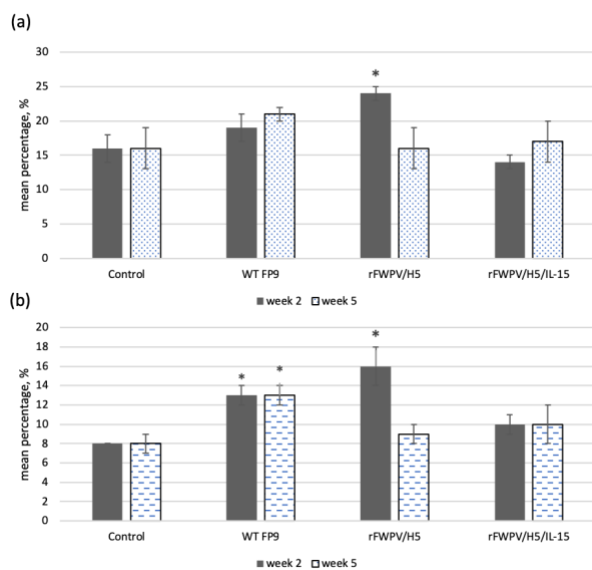 (a)
30
25
*
20
15
10
5
0
mean percentage, %
Control WT FP9 rFWPV/H5 rFWPV/H5/IL-15
week 2 week 5
(b)
20
18
*
16
* *
14
12
10
8
6
4
2
0
mean percentage, %
Control WT FP9 rFWPV/H5 rFWPV/H5/IL-15
week 2 week 5